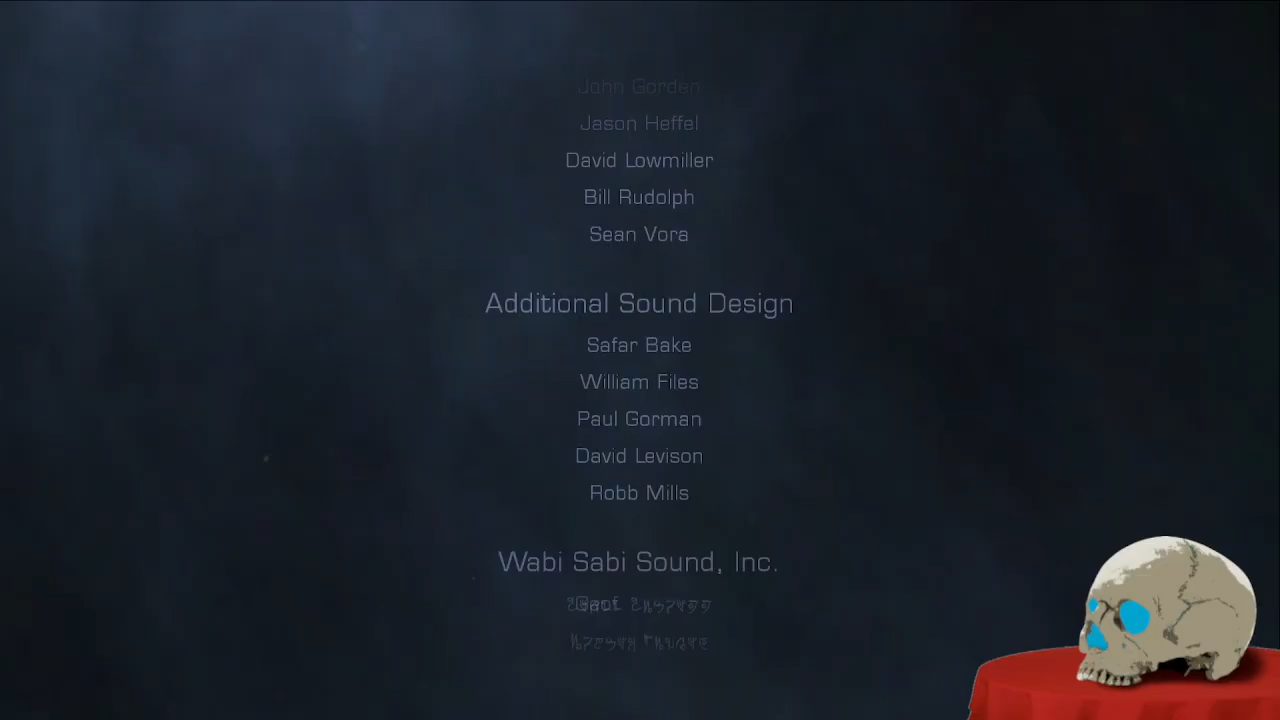 John Gorden
Jason Heffel
David Lowmiller
Bill Rudolph
Sean Vora
Additional Sound Design
Safar Bake
William Files
Paul Gorman
David Levison
Robb Mills
Wabi Sabi Sound, Inc.